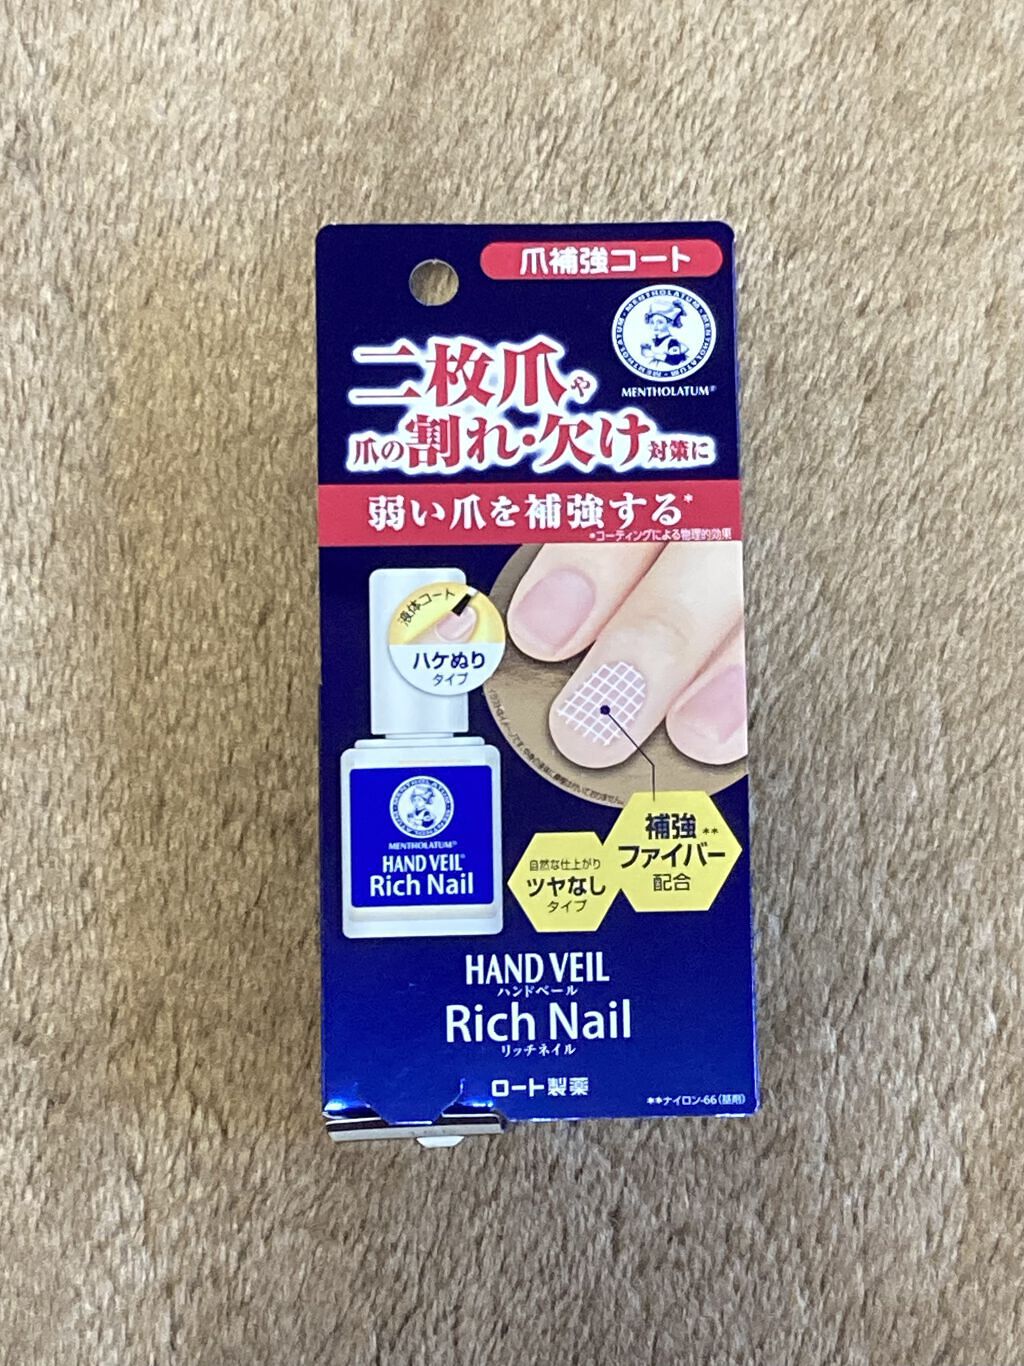 爪補強コート
MENTHOLATUM・MENTHOLATUM・MENTHOLATUM
MENTHOLATUM®
二枚爪や
爪の割れ・欠け対策に
弱い爪を補強する*
*コーティングによる物理的効果
液体コート
ハケぬり
タイプ
MENTHOLATUM®
HAND VEIL®
Rich Nail
補強**
ファイバー
配合
自然な仕上がり
ツヤなし
タイプ
HAND VEIL
ハンドベール
Rich Nail
リッチネイル
ロート製薬
**ナイロン-66(基剤)